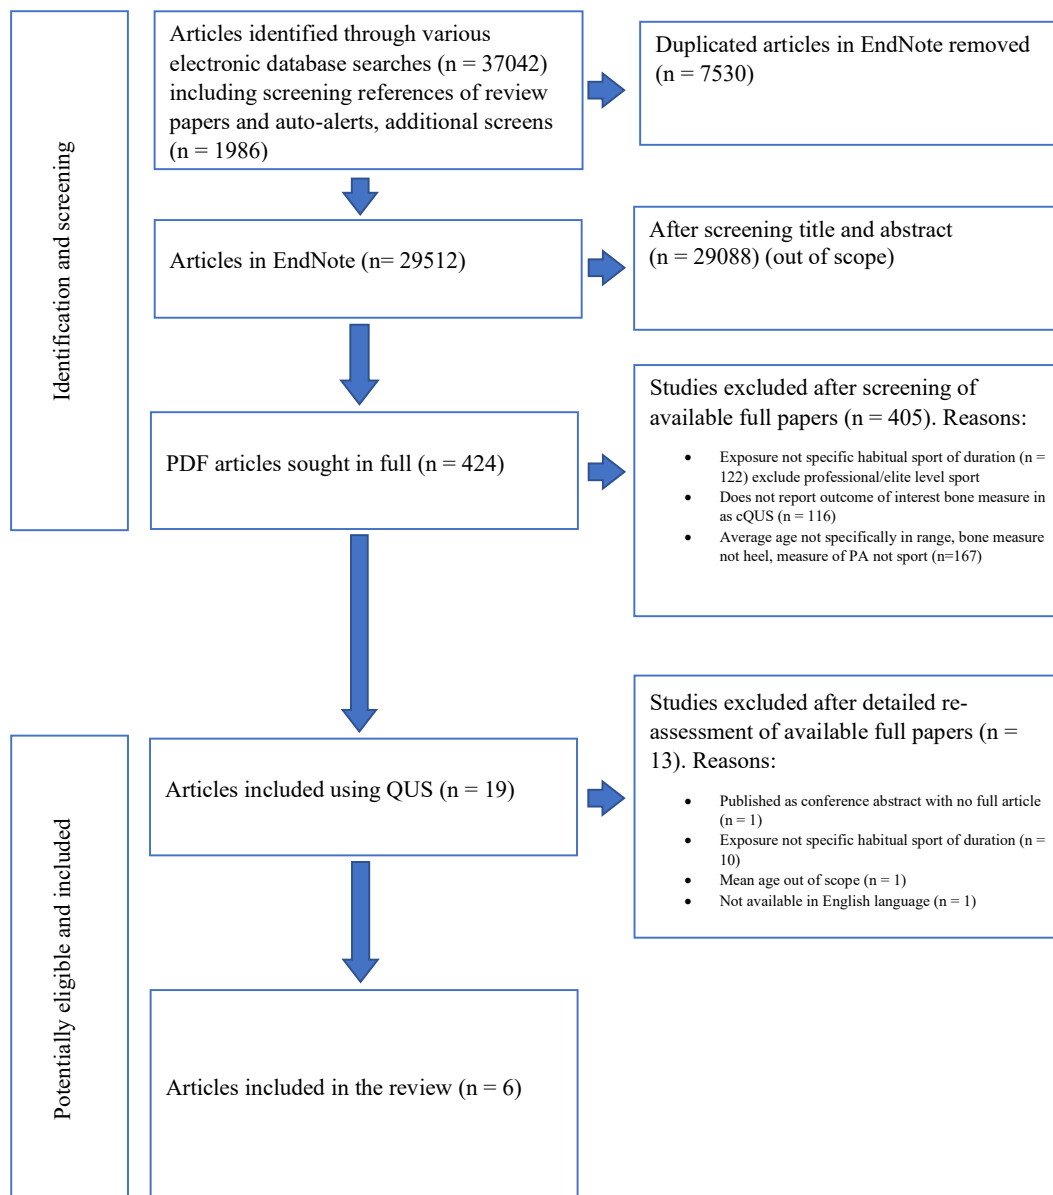 Identification and screening
Articles identified through various
electronic database searches (n = 37042)
including screening references of review
papers and auto-alerts, additional screens
(n = 1986)
Duplicated articles in EndNote removed
(n = 7530)
Articles in EndNote (n= 29512)
After screening title and abstract
(n = 29088) (out of scope)
PDF articles sought in full (n = 424)
Studies excluded after screening of
available full papers (n = 405). Reasons:
• Exposure not specific habitual sport of duration (n =
122) exclude professional/elite level sport
• Does not report outcome of interest bone measure in
as cQUS (n = 116)
• Average age not specifically in range, bone measure
not heel, measure of PA not sport (n=167)
Potentially eligible and included
Articles included using QUS (n = 19)
Studies excluded after detailed re-
assessment of available full papers (n =
13). Reasons:
• Published as conference abstract with no full article
(n = 1)
• Exposure not specific habitual sport of duration (n =
10)
• Mean age out of scope (n = 1)
• Not available in English language (n = 1)
Articles included in the review (n = 6)